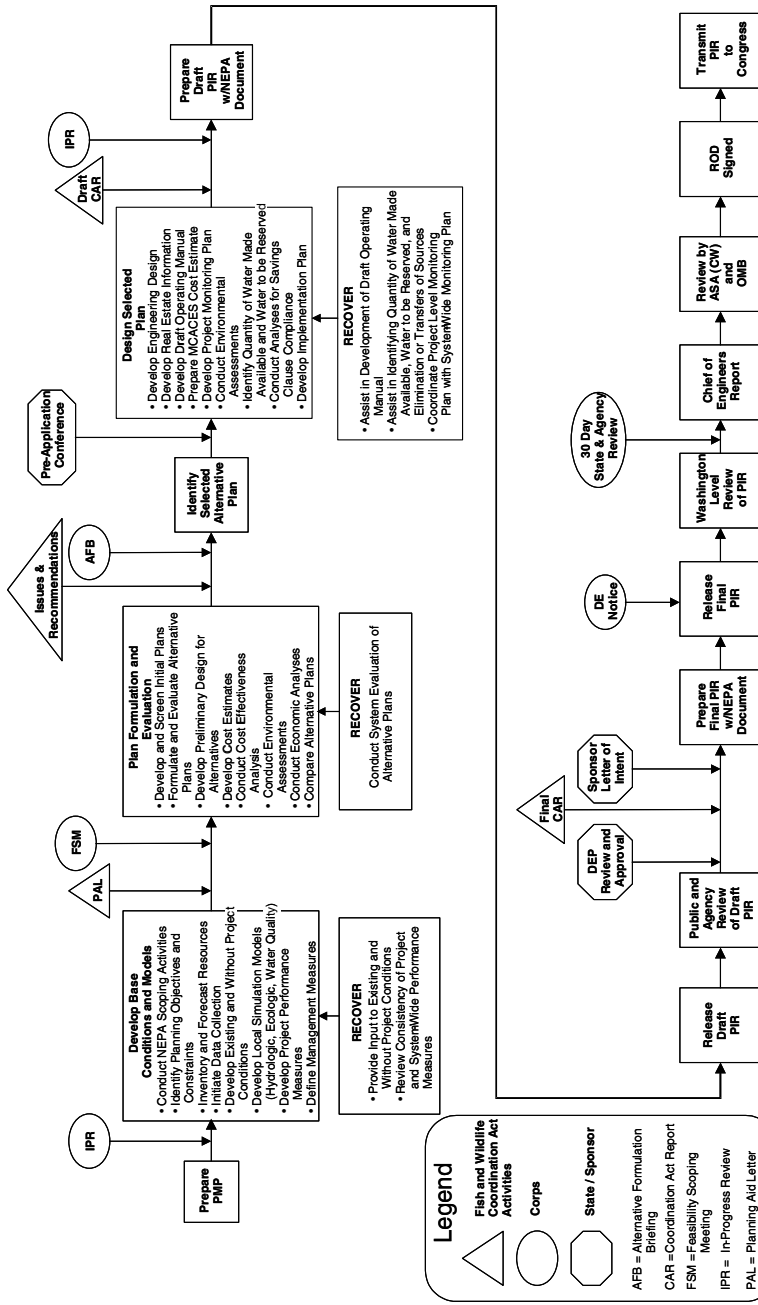 IPR
Prepare
PMP
Develop Base
Conditions and Models
• Conduct NEPA Scoping Activities
• Identify Planning Objectives and
Constraints
• Inventory and Forecast Resources
• Initiate Data Collection
• Develop Existing and Without Project
Conditions
• Develop Local Simulation Models
(Hydrologic, Ecologic, Water Quality)
• Develop Project Performance
Measures
• Define Management Measures
RECOVER
• Provide Input to Existing and
Without Project Conditions
• Review Consistency of Project
and SystemWide Performance
Measures
PAL
FSM
Plan Formulation and
Evaluation
• Develop and Screen Initial Plans
• Formulate and Evaluate Alternative
Plans
• Develop Preliminary Design for
Alternatives
• Develop Cost Estimates
• Conduct Cost Effectiveness
Analysis
• Conduct Environmental
Assessments
• Conduct Economic Analyses
• Compare Alternative Plans
RECOVER
Conduct System Evaluation of
Alternative Plans
Issues &
Recommendations
AFB
Identify
Selected
Alternative
Plan
Pre-Application
Conference
Design Selected
Plan
• Develop Engineering Design
• Develop Real Estate Information
• Develop Draft Operating Manual
• Prepare MCACES Cost Estimate
• Develop Project Monitoring Plan
• Conduct Environmental
Assessments
• Identify Quantity of Water Made
Available and Water to be Reserved
• Conduct Analyses for Savings
Clause Compliance
• Develop Implementation Plan
RECOVER
• Assist in Development of Draft Operating
Manual
• Assist in Identifying Quantity of Water Made
Available, Water to be Reserved, and
Elimination or Transfers of Sources
• Coordinate Project Level Monitoring
Plan with SystemWide Monitoring Plan
Draft
CAR
IPR
Prepare
Draft
PIR
w/NEPA
Document
Release
Draft
PIR
Public and
Agency
Review
of Draft
PIR
DEP
Review and
Approval
Final
CAR
Sponsor
Letter of
Intent
Prepare
Final PIR
w/NEPA
Document
DE
Notice
Release
Final
PIR
Washington
Level
Review
of PIR
30 Day
State & Agency
Review
Chief of
Engineers
Report
Review by
ASA (CW)
and
OMB
ROD
Signed
Transmit
PIR
to
Congress
Legend
Fish and Wildlife
Coordination Act
Activities
Corps
State / Sponsor
AFB = Alternative Formulation
Briefing
CAR = Coordination Act Report
FSM = Feasibility Scoping
Meeting
IPR = In-Progress Review
PAL = Planning Aid Letter